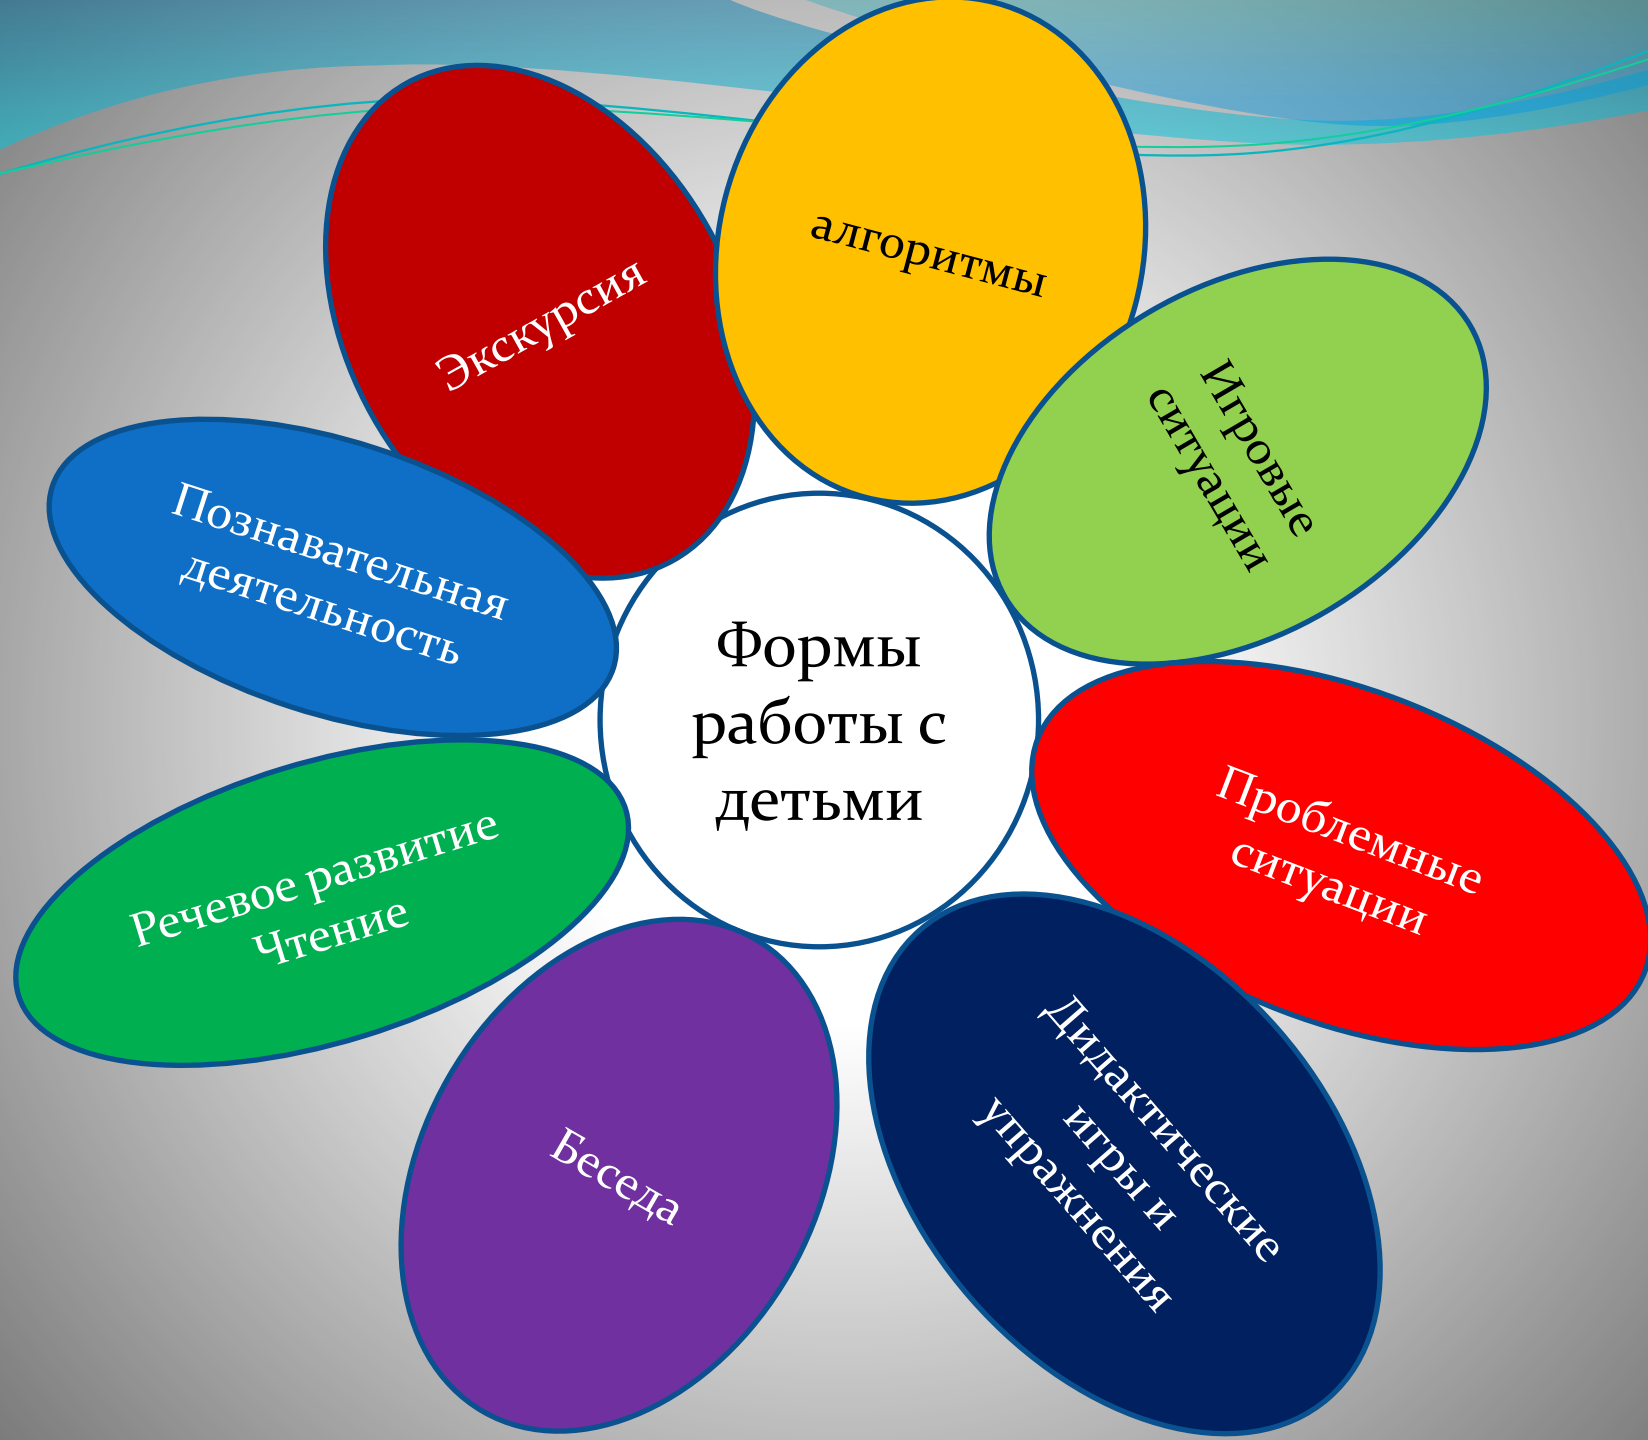 алгоритмы
Экскурсия
Игровые
ситуации
Познавательная
деятельность
Формы
работы с
детьми
Проблемные
ситуации
Речевое развитие
Чтение
Дидактические
игры и
упражнения
Беседа